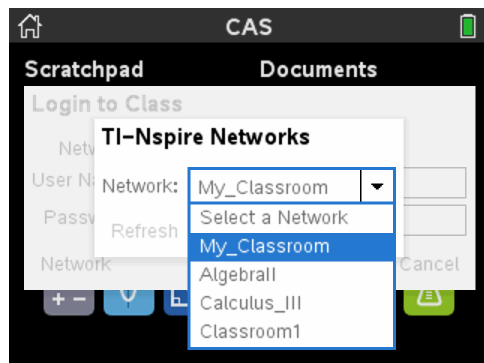 CAS
Scratchpad Documents
Login to Class
TI-Nspire Networks
Network: My_Classroom
Select a Network
My_Classroom
AlgebraII
Calculus_III
Classroom1
User
Refresh
Network Cancel